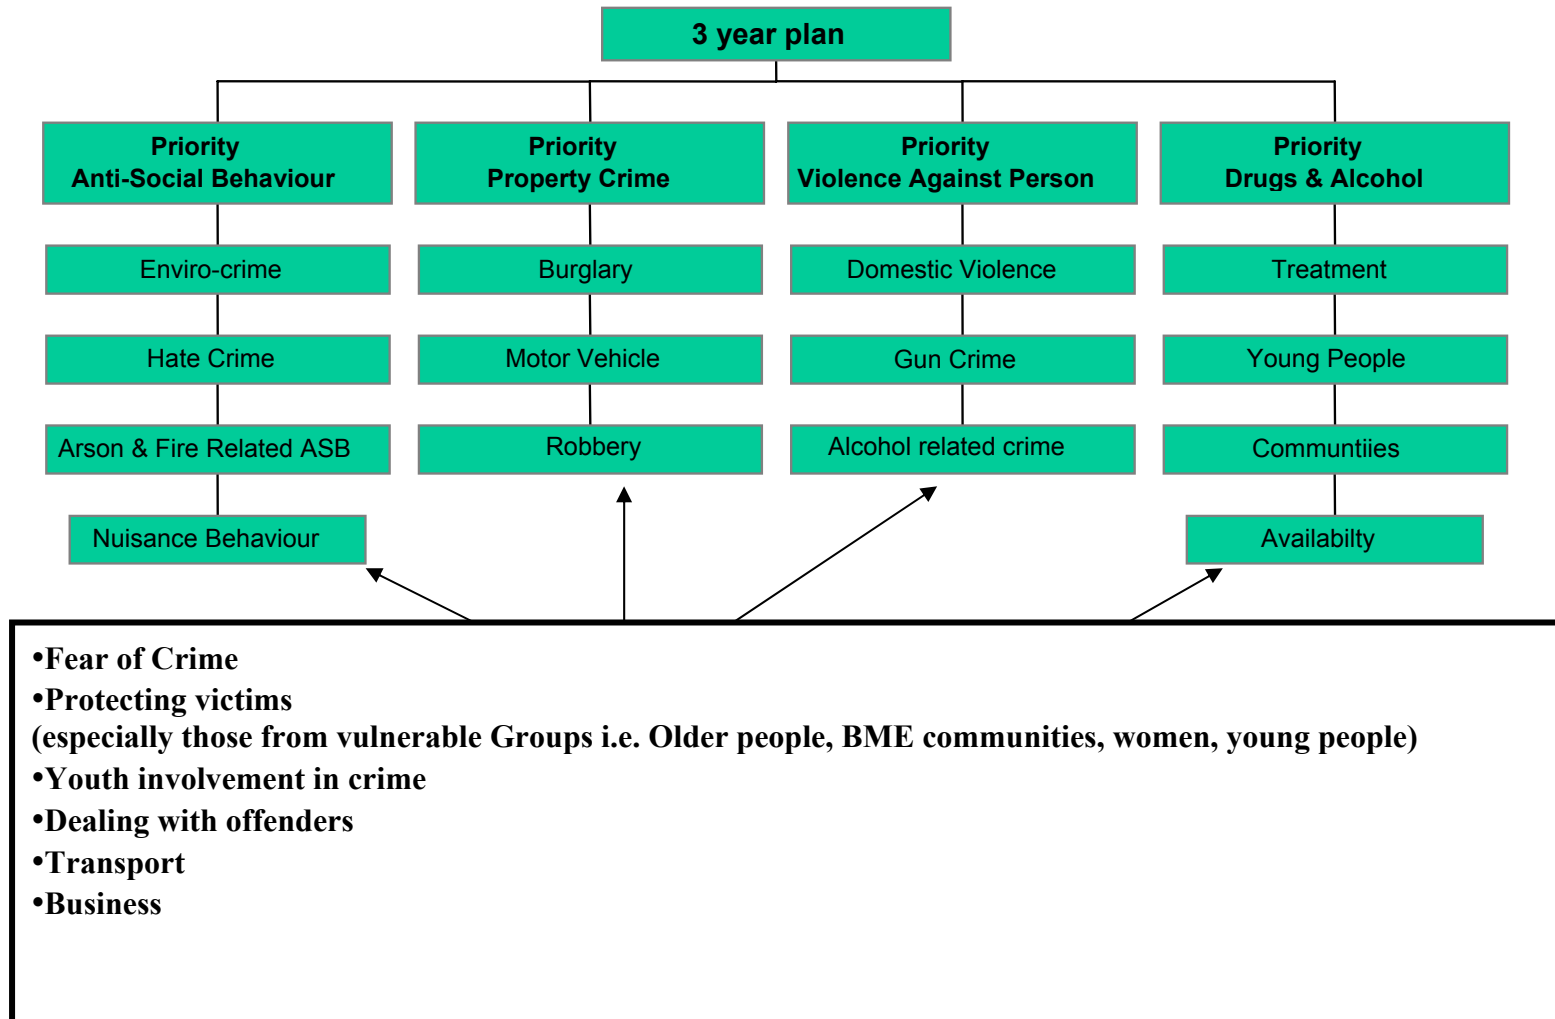 3 year plan
Priority
Anti-Social Behaviour
Priority
Property Crime
Priority
Violence Against Person
Priority
Drugs & Alcohol
Enviro-crime
Burglary
Domestic Violence
Treatment
Hate Crime
Motor Vehicle
Gun Crime
Young People
Arson & Fire Related ASB
Robbery
Alcohol related crime
Communtiies
Nuisance Behaviour
Availabilty
•Fear of Crime
•Protecting victims
(especially those from vulnerable Groups i.e. Older people, BME communities, women, young people)
•Youth involvement in crime
•Dealing with offenders
•Transport
•Business